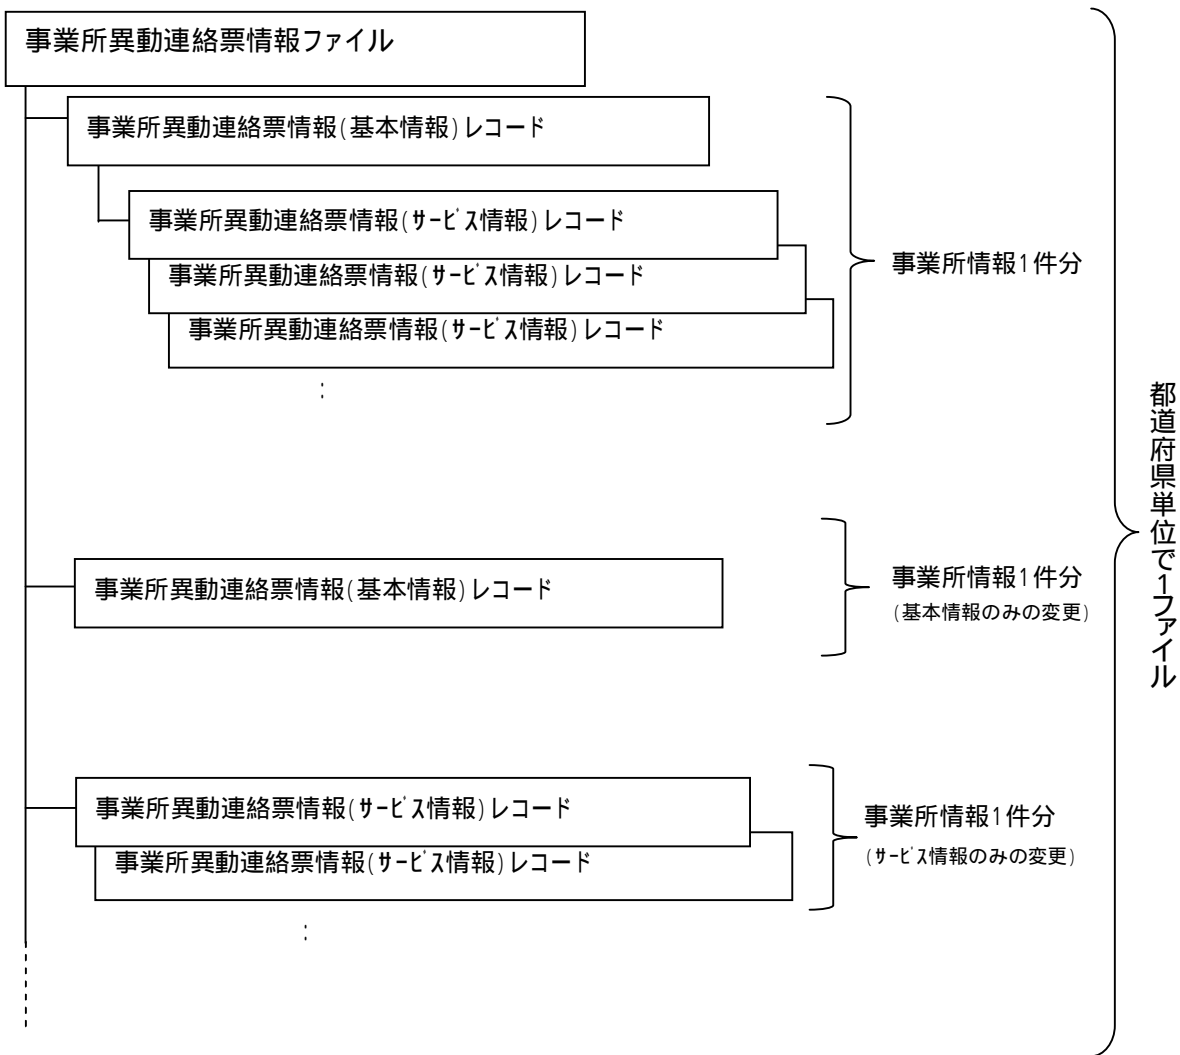 事業所異動連絡票情報ファイル
事業所異動連絡票情報(基本情報)レコード
事業所異動連絡票情報(ｻｰﾋﾞｽ情報)レコード
事業所異動連絡票情報(ｻｰﾋﾞｽ情報)レコード
事業所異動連絡票情報(ｻｰﾋﾞｽ情報)レコード
:
事業所情報1件分
事業所異動連絡票情報(基本情報)レコード
事業所情報1件分
(基本情報のみの変更)
事業所異動連絡票情報(ｻｰﾋﾞｽ情報)レコード
事業所異動連絡票情報(ｻｰﾋﾞｽ情報)レコード
:
事業所情報1件分
(ｻｰﾋﾞｽ情報のみの変更)
都道府県単位で1ファイル